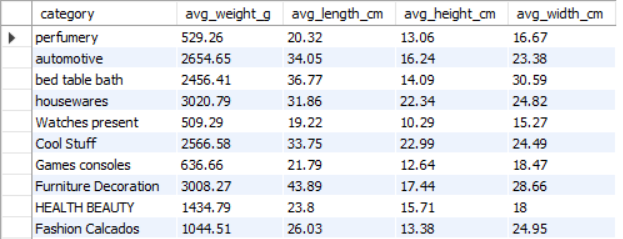 category avg_weight_g avg_length_cm avg_height_cm avg_width_cm
perfumery 529.26 20.32 13.06 16.67
automotive 2654.65 34.05 16.24 23.38
bed table bath 2456.41 36.77 14.09 30.59
housewares 3020.79 31.86 22.34 24.82
Watches present 509.29 19.22 10.29 15.27
Cool Stuff 2566.58 33.75 22.99 24.49
Games consoles 636.66 21.79 12.64 18.47
Furniture Decoration 3008.27 43.89 17.44 28.66
HEALTH BEAUTY 1434.79 23.8 15.71 18
Fashion Calcados 1044.51 26.03 13.38 24.95